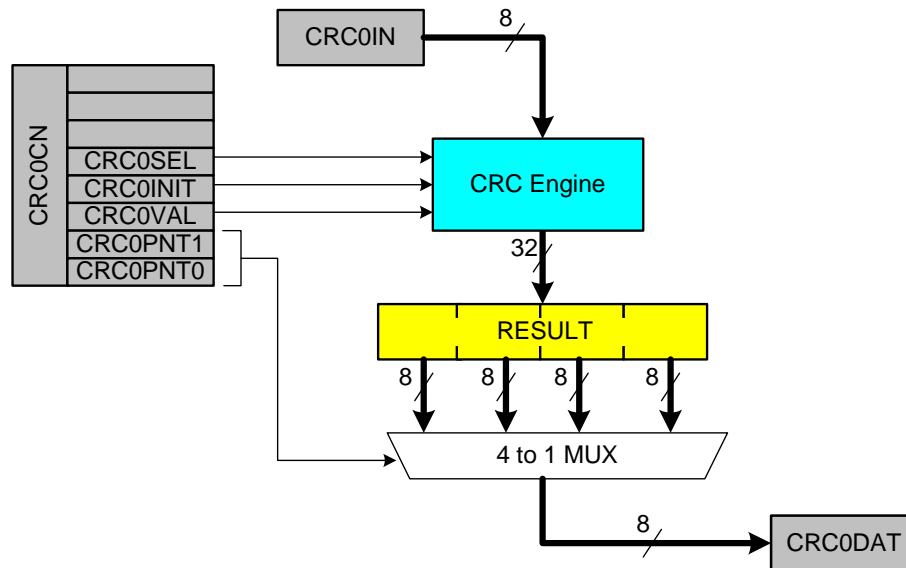 CRC0IN
8
CRC0CN
CRC0SEL
CRC0INIT
CRC0VAL
CRC0PNT1
CRC0PNT0
CRC Engine
32
RESULT
8 8 8 8
4 to 1 MUX
8
CRC0DAT